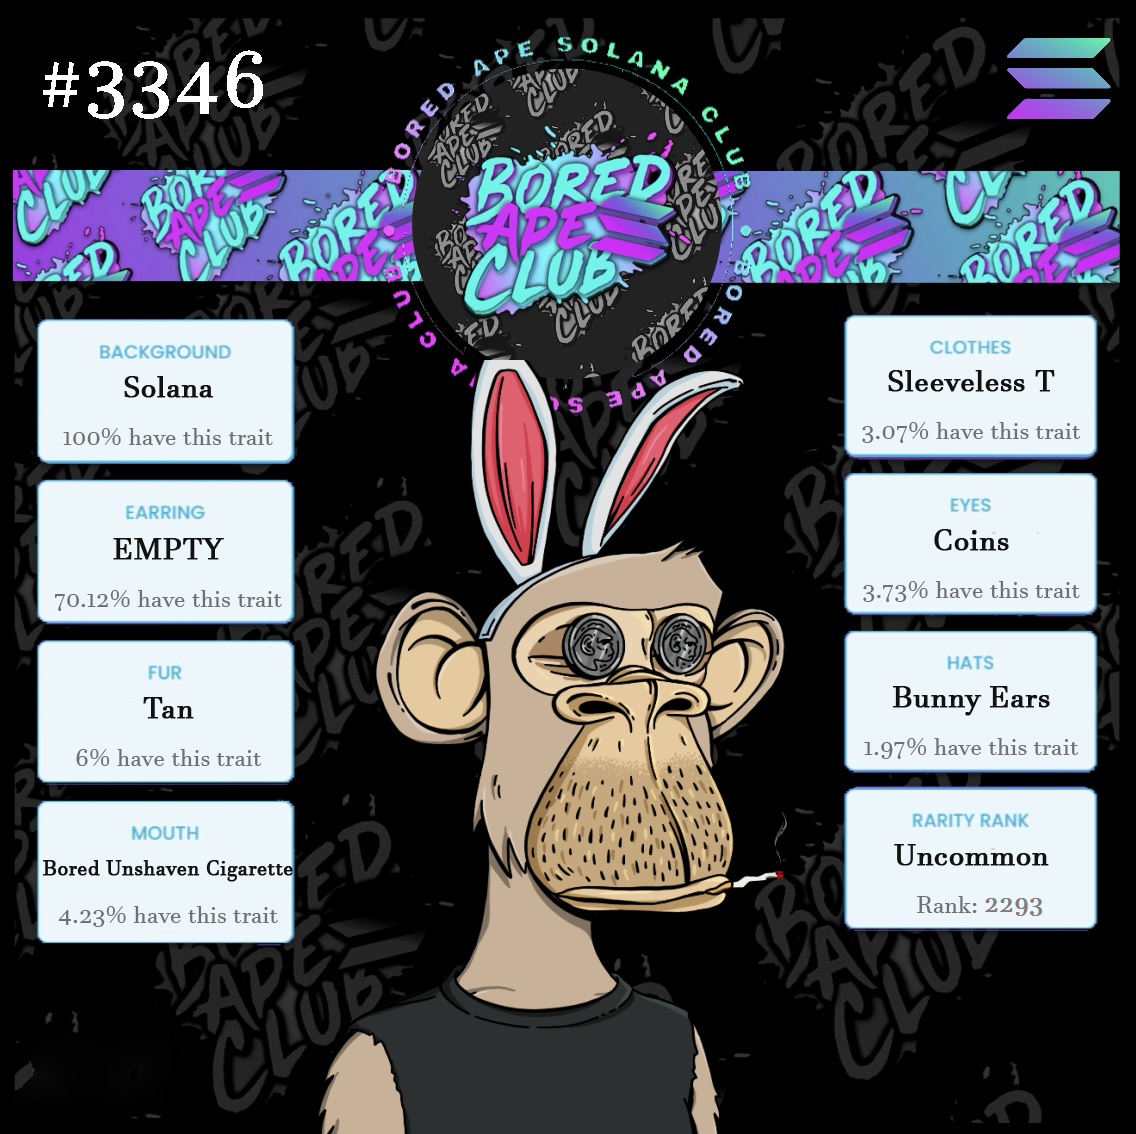 #3346
BORED APE SOLANA CLUB
BORED
APE
CLUB
BACKGROUND
Solana
100% have this trait
EARRING
EMPTY
70.12% have this trait
FUR
Tan
6% have this trait
MOUTH
Bored Unshaven Cigarette
4.23% have this trait
CLOTHES
Sleeveless T
3.07% have this trait
EYES
Coins
3.73% have this trait
HATS
Bunny Ears
1.97% have this trait
RARITY RANK
Uncommon
Rank: 2293